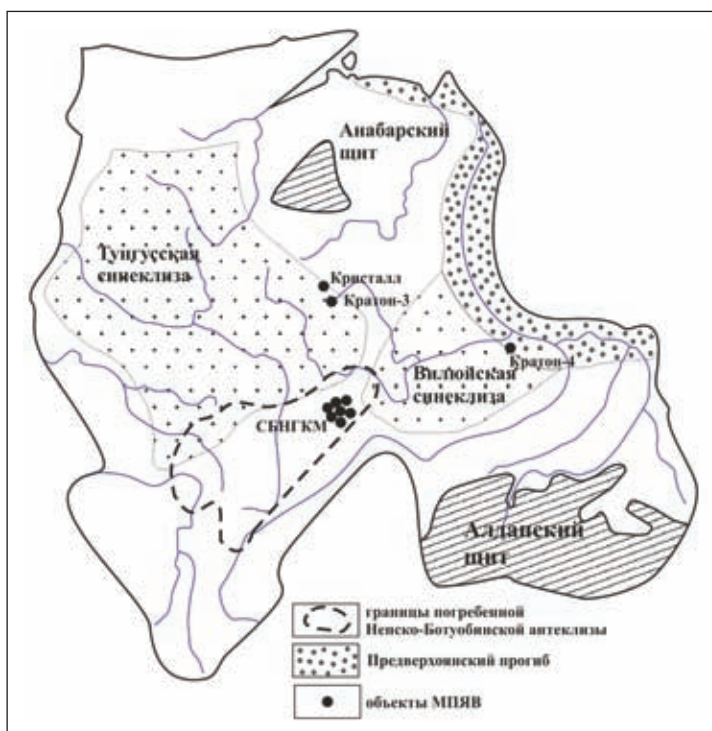 Анабарский
щит
Тунгусская
синеклиза
Кристалл
Кратон-3
Кратон-4
Вилюйская
синеклиза
СБНГКМ
Алданский
щит
границы погребенной
Непско-Ботуобинской антеклизы
Предверхоянский прогиб
объекты МПЯВ